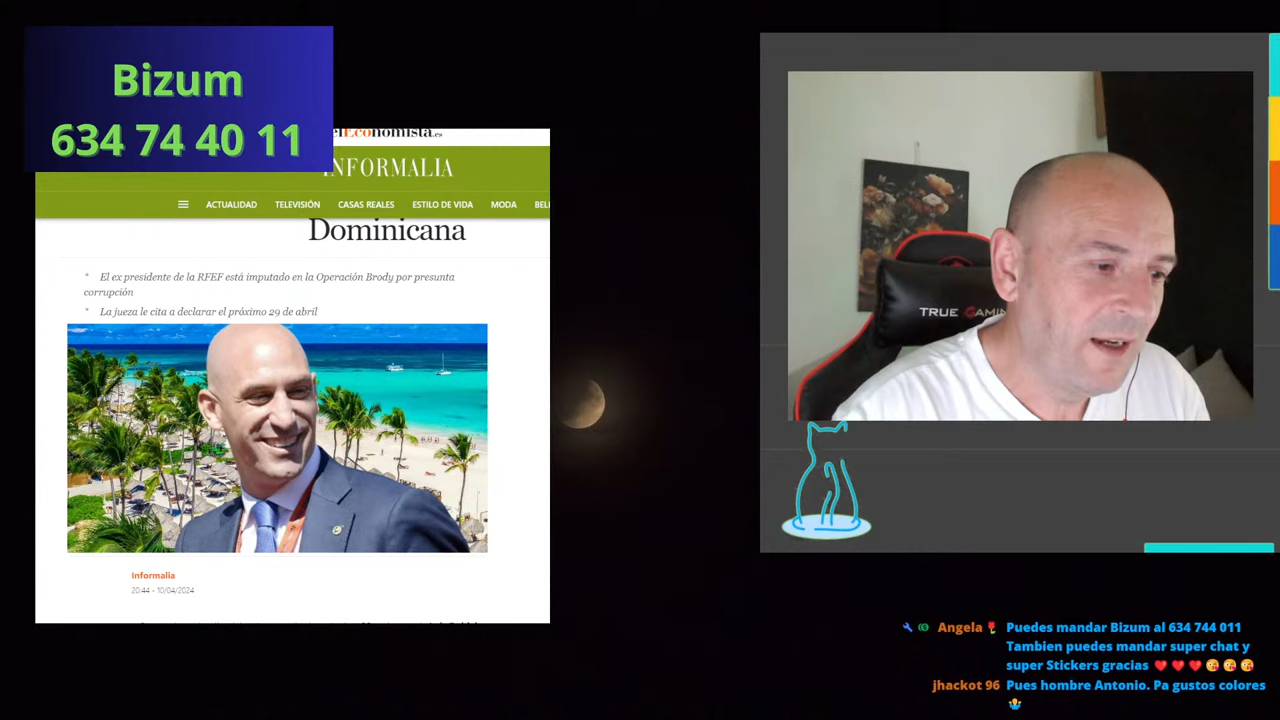 Bizum
634 74 40 11
elEconomista.es
INFORMALIA
ACTUALIDAD TELEVISIÓN CASAS REALES ESTILO DE VIDA MODA
Dominicana
* El ex presidente de la RFEF está imputado en la Operación Brody por presunta
corrupción
* La jueza le cita a declarar el próximo 29 de abril
Informalia
20:44 - 10/04/2024
TRUE GAMIN
Angela🌹 Puedes mandar Bizum al 634 744 011
Tambien puedes mandar super chat y
super Stickers gracias ❤️❤️❤️😘😘😘
jhackot 96 Pues hombre Antonio. Pa gustos colores
🤷‍♂️